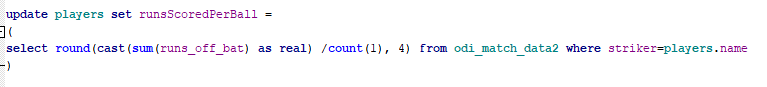 update players set runsScoredPerBall =
(
select round(cast(sum(runs_off_bat) as real) /count(1), 4) from odi_match_data2 where striker=players.name
)